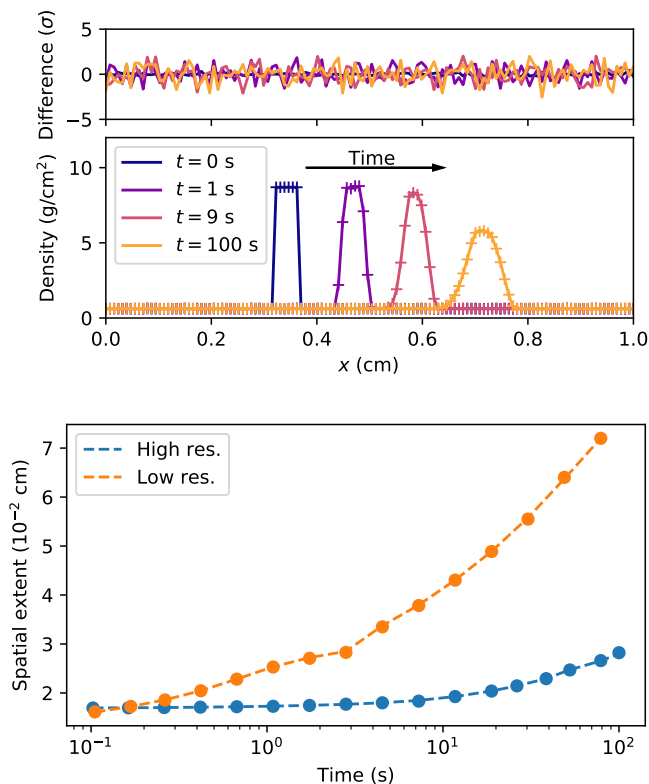 Difference (σ)
5
0
−5
Density (g/cm²)
10
5
0
t = 0 s
t = 1 s
t = 9 s
t = 100 s
Time
0.0 0.2 0.4 0.6 0.8 1.0
x (cm)
Spatial extent (10⁻² cm)
7
6
5
4
3
2
High res.
Low res.
10⁻¹ 10⁰ 10¹ 10²
Time (s)